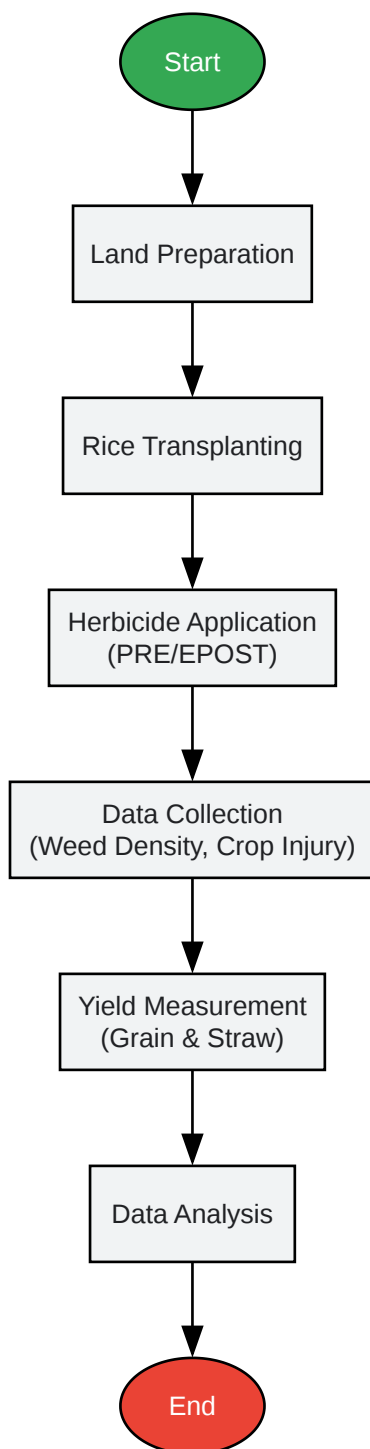 Start
Land Preparation
Rice Transplanting
Herbicide Application
(PRE/EPOST)
Data Collection
(Weed Density, Crop Injury)
Yield Measurement
(Grain & Straw)
Data Analysis
End